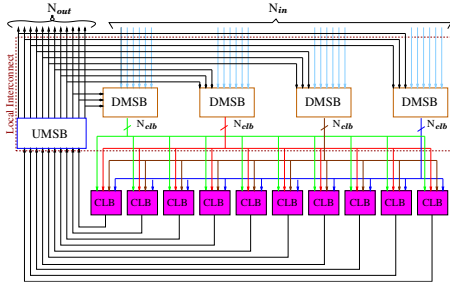 N_out N_in
Local Interconnect
DMSB DMSB DMSB DMSB
N_clb N_clb N_clb N_clb
UMSB
CLB CLB CLB CLB CLB CLB CLB CLB CLB CLB